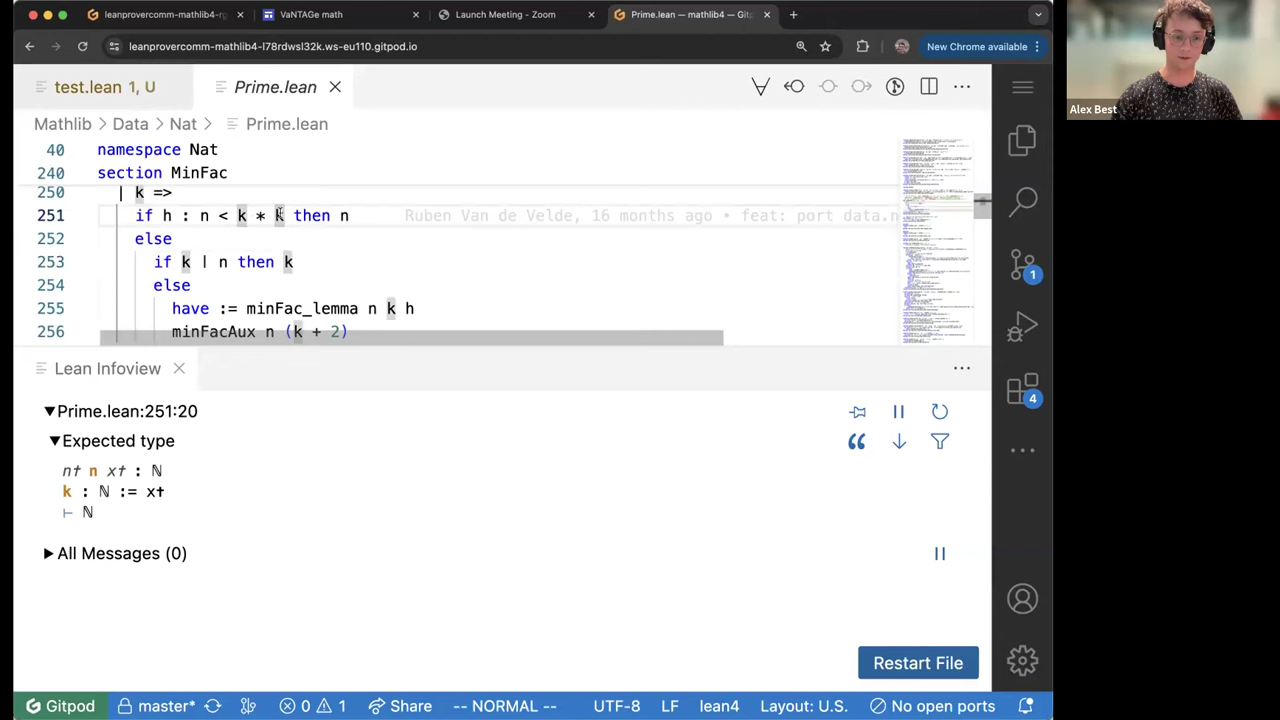 leanprovercomm-mathlib4-rg
VaNTAGe math
Launch Meeting - Zoom
Prime.lean — mathlib4 — Gitp
leanprovercomm-mathlib4-l78rdwsl32k.ws-eu110.gitpod.io
New Chrome available
Alex Best
test.lean 1, U
Prime.lean
Mathlib > Data > Nat > Prime.lean
40 namespace Nat
240 section MinFac
250 | k =>
251 if h : n then n Ruben Van de Velde, 16 months ago • feat: port data.n
252 else
253 if k then k
254 else
255 have :=
256 n
1
4
Lean Infoview
Prime.lean:251:20
Expected type
n† n x† : ℕ
k : ℕ := x†
⊢ ℕ
All Messages (0)
Restart File
Gitpod
master*
0
1
Share
-- NORMAL --
UTF-8
LF
lean4
Layout: U.S.
No open ports